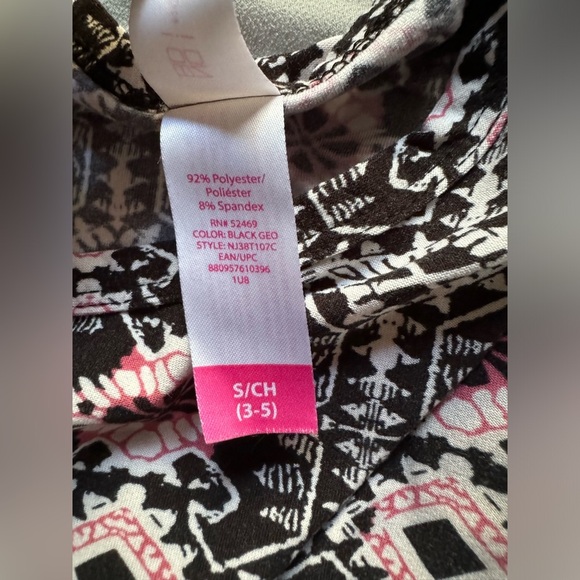 92% Polyester/
Poliéster
8% Spandex
RN# 52469
COLOR: BLACK GEO
STYLE: NJ38T107C
EAN/UPC
880957610396
1U8
S/CH
(3-5)